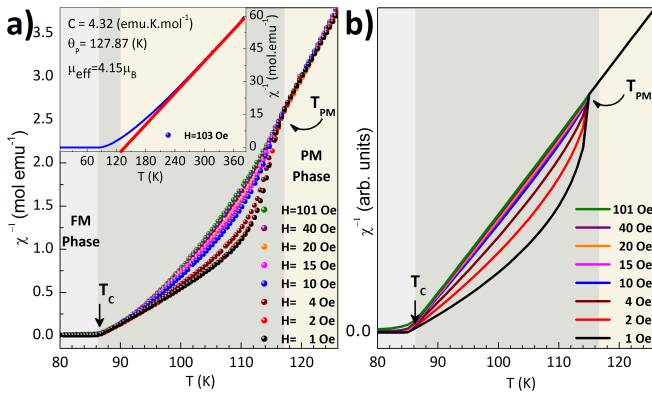 a)
C = 4.32 (emu.K.mol⁻¹)
θP= 127.87 (K)
μeff=4.15μB
H=103 Oe
60
45
30
15
0
χ⁻¹ (mol.emu⁻¹)
60 120 180 240 300 360
T (K)
3.5
3.0
2.5
2.0
1.5
1.0
0.5
0.0
χ⁻¹ (mol emu⁻¹)
TPM
PM
Phase
FM
Phase
TC
H=101 Oe
H= 40 Oe
H= 20 Oe
H= 15 Oe
H= 10 Oe
H= 4 Oe
H= 2 Oe
H= 1 Oe
80 90 100 110 120
T (K)
b)
χ⁻¹ (arb. units)
0.0
TPM
TC
101 Oe
40 Oe
20 Oe
15 Oe
10 Oe
4 Oe
2 Oe
1 Oe
80 90 100 110 120
T (K)